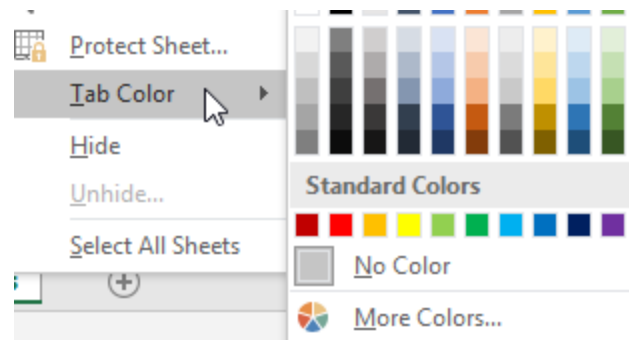 Protect Sheet...
Tab Color
Hide
Unhide...
Select All Sheets
Standard Colors
No Color
More Colors...